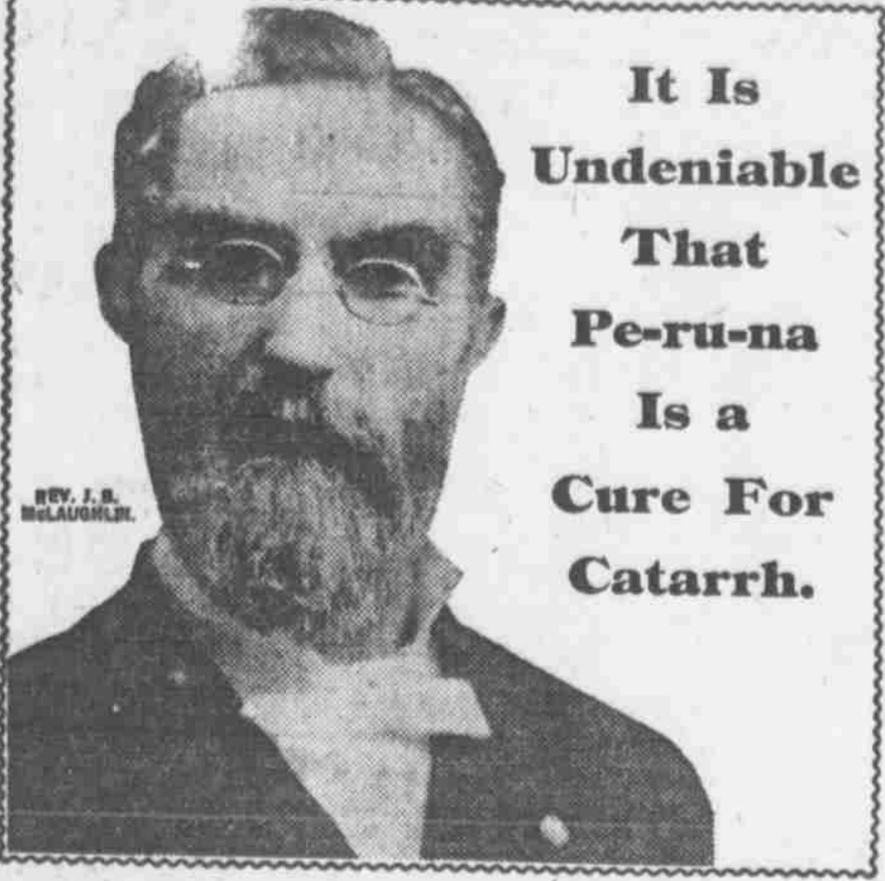 It Is
Undeniable
That
Pe-ru-na
Is a
Cure For
Catarrh.
REV. J. B.
McLAUGHLIN.